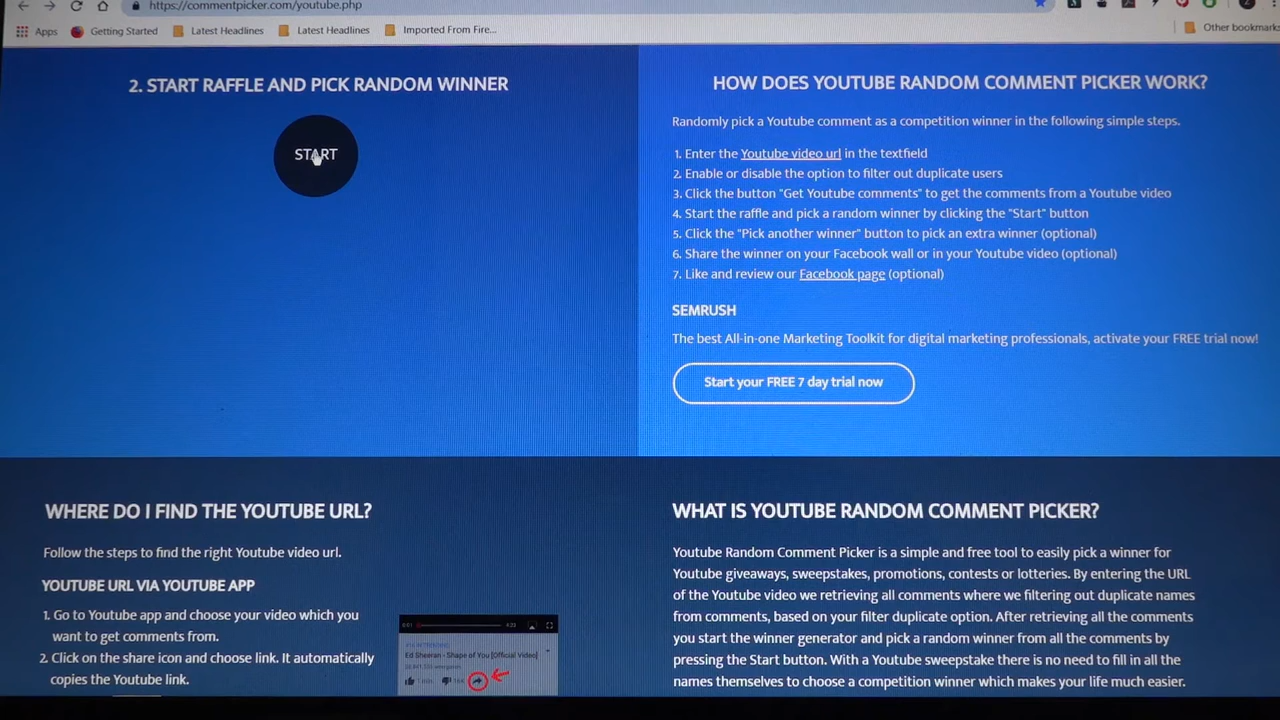 https://commentpicker.com/youtube.php
Apps
Getting Started
Latest Headlines
Latest Headlines
Imported From Fire...
Other bookmarks
2. START RAFFLE AND PICK RANDOM WINNER
START
HOW DOES YOUTUBE RANDOM COMMENT PICKER WORK?
Randomly pick a Youtube comment as a competition winner in the following simple steps.
1. Enter the Youtube video url in the textfield
2. Enable or disable the option to filter out duplicate users
3. Click the button "Get Youtube comments" to get the comments from a Youtube video
4. Start the raffle and pick a random winner by clicking the "Start" button
5. Click the "Pick another winner" button to pick an extra winner (optional)
6. Share the winner on your Facebook wall or in your Youtube video (optional)
7. Like and review our Facebook page (optional)
SEMRUSH
The best All-in-one Marketing Toolkit for digital marketing professionals, activate your FREE trial now!
Start your FREE 7 day trial now
WHERE DO I FIND THE YOUTUBE URL?
Follow the steps to find the right Youtube video url.
YOUTUBE URL VIA YOUTUBE APP
1. Go to Youtube app and choose your video which you
want to get comments from.
2. Click on the share icon and choose link. It automatically
copies the Youtube link.
0:01
4:23
Ed Sheeran - Shape of You [Official Video]
WHAT IS YOUTUBE RANDOM COMMENT PICKER?
Youtube Random Comment Picker is a simple and free tool to easily pick a winner for
Youtube giveaways, sweepstakes, promotions, contests or lotteries. By entering the URL
of the Youtube video we retrieving all comments where we filtering out duplicate names
from comments, based on your filter duplicate option. After retrieving all the comments
you start the winner generator and pick a random winner from all the comments by
pressing the Start button. With a Youtube sweepstake there is no need to fill in all the
names themselves to choose a competition winner which makes your life much easier.